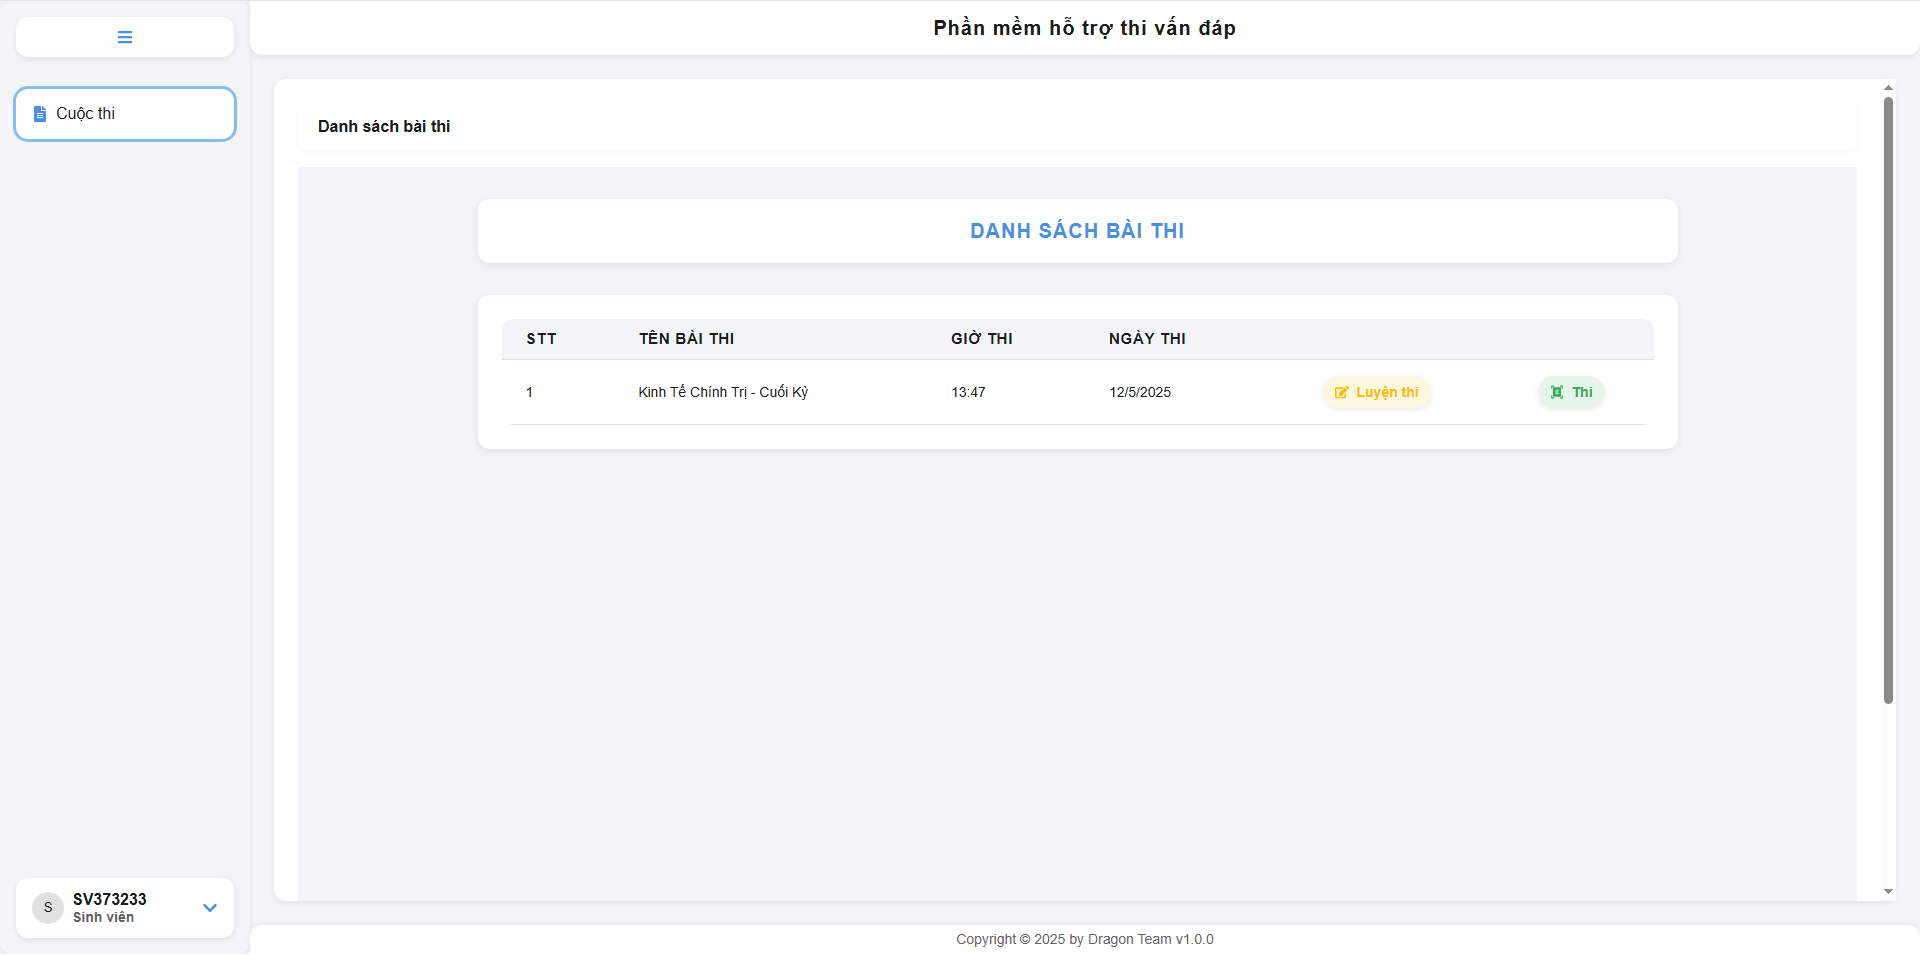 Phần mềm hỗ trợ thi vấn đáp
Cuộc thi
Danh sách bài thi
DANH SÁCH BÀI THI
STT TÊN BÀI THI GIỜ THI NGÀY THI
1 Kinh Tế Chính Trị - Cuối Kỳ 13:47 12/5/2025 Luyện thi Thi
S SV373233
Sinh viên
Copyright © 2025 by Dragon Team v1.0.0